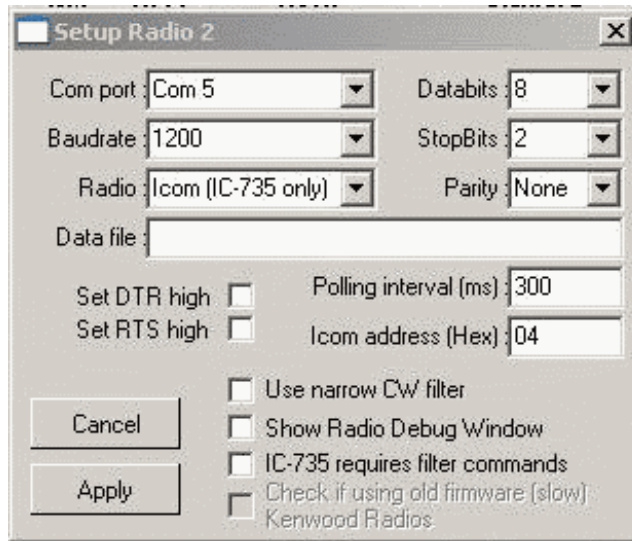 Setup Radio 2
Com port : Com 5 Databits : 8
Baudrate : 1200 StopBits : 2
Radio : Icom (IC-735 only) Parity : None
Data file :
Set DTR high Polling interval (ms) : 300
Set RTS high Icom address (Hex) : 04
Use narrow CW filter
Cancel Show Radio Debug Window
IC-735 requires filter commands
Apply Check if using old firmware (slow)
Kenwood Radios